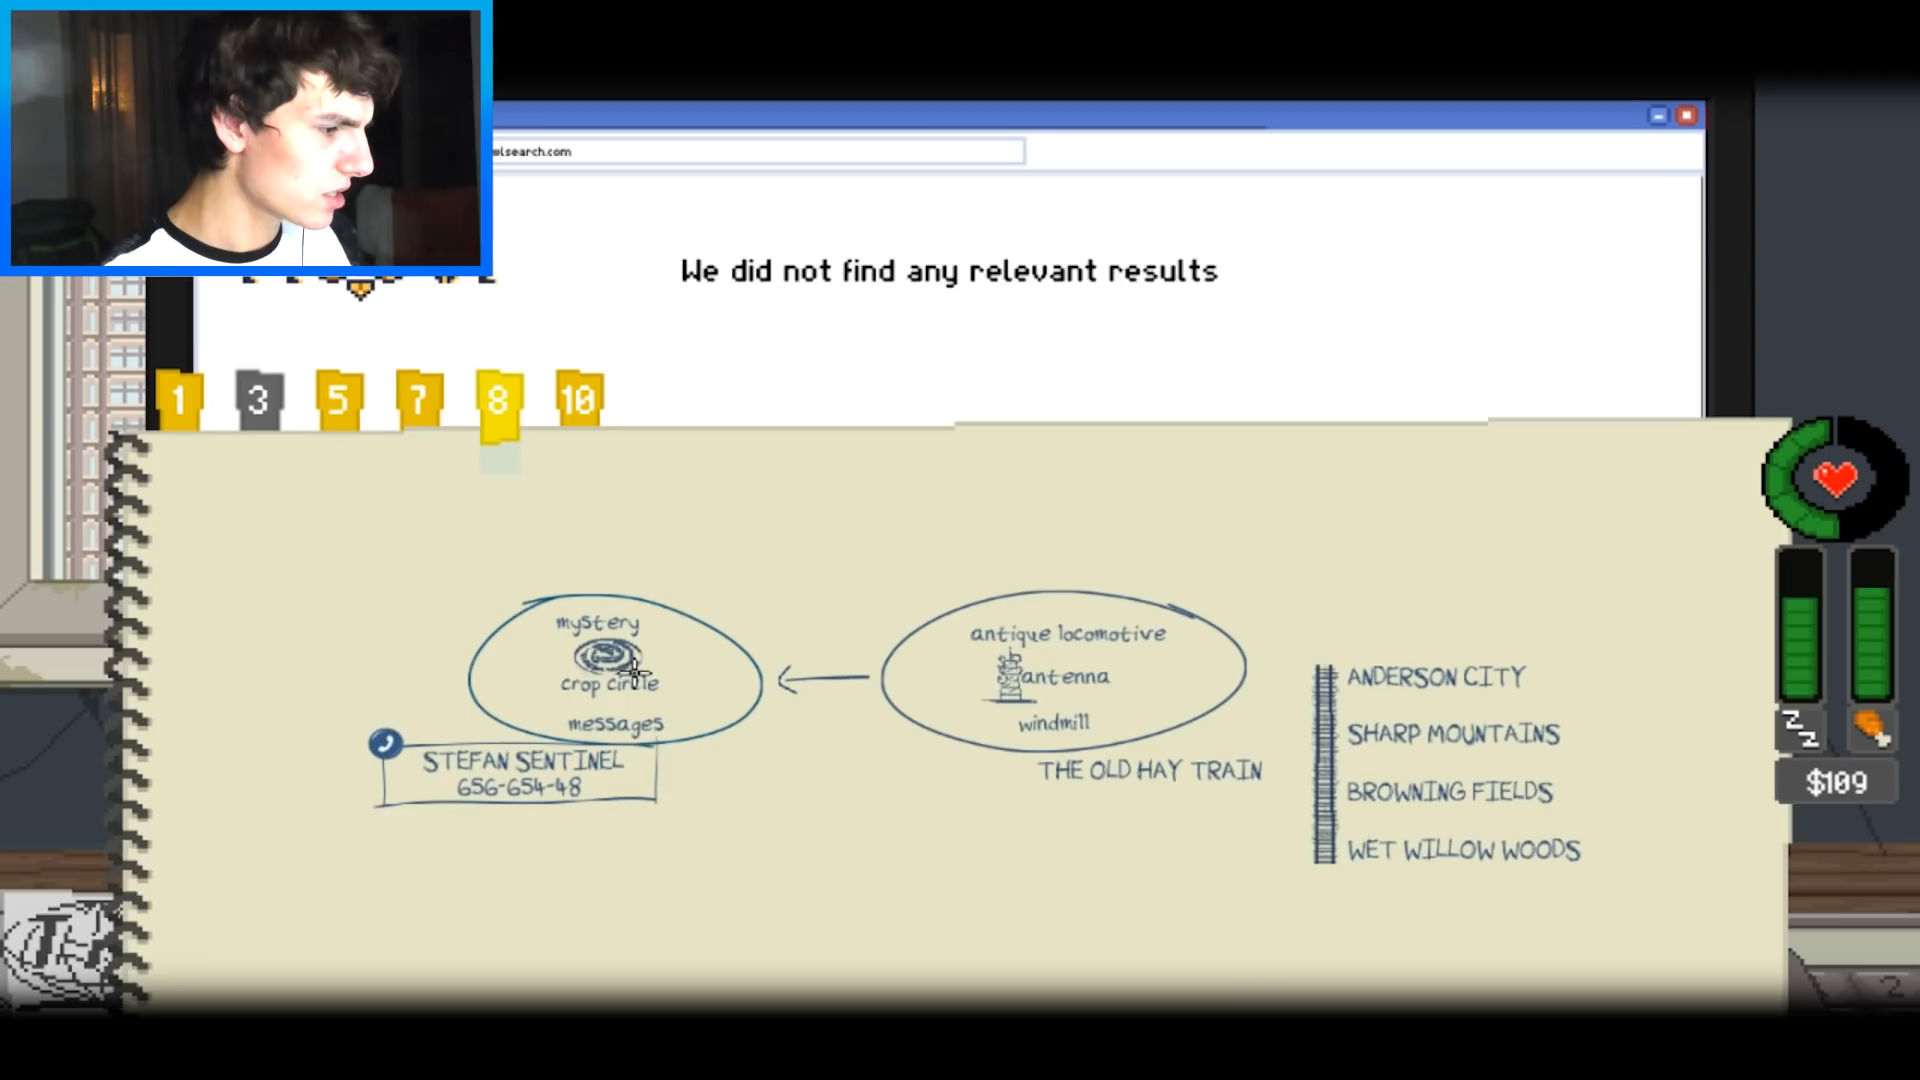 wlsearch.com
We did not find any relevant results
1 3 5 7 8 10
mystery
crop circle
messages
STEFAN SENTINEL
656-654-48
antique locomotive
antenna
windmill
THE OLD HAY TRAIN
ANDERSON CITY
SHARP MOUNTAINS
BROWNING FIELDS
WET WILLOW WOODS
$109